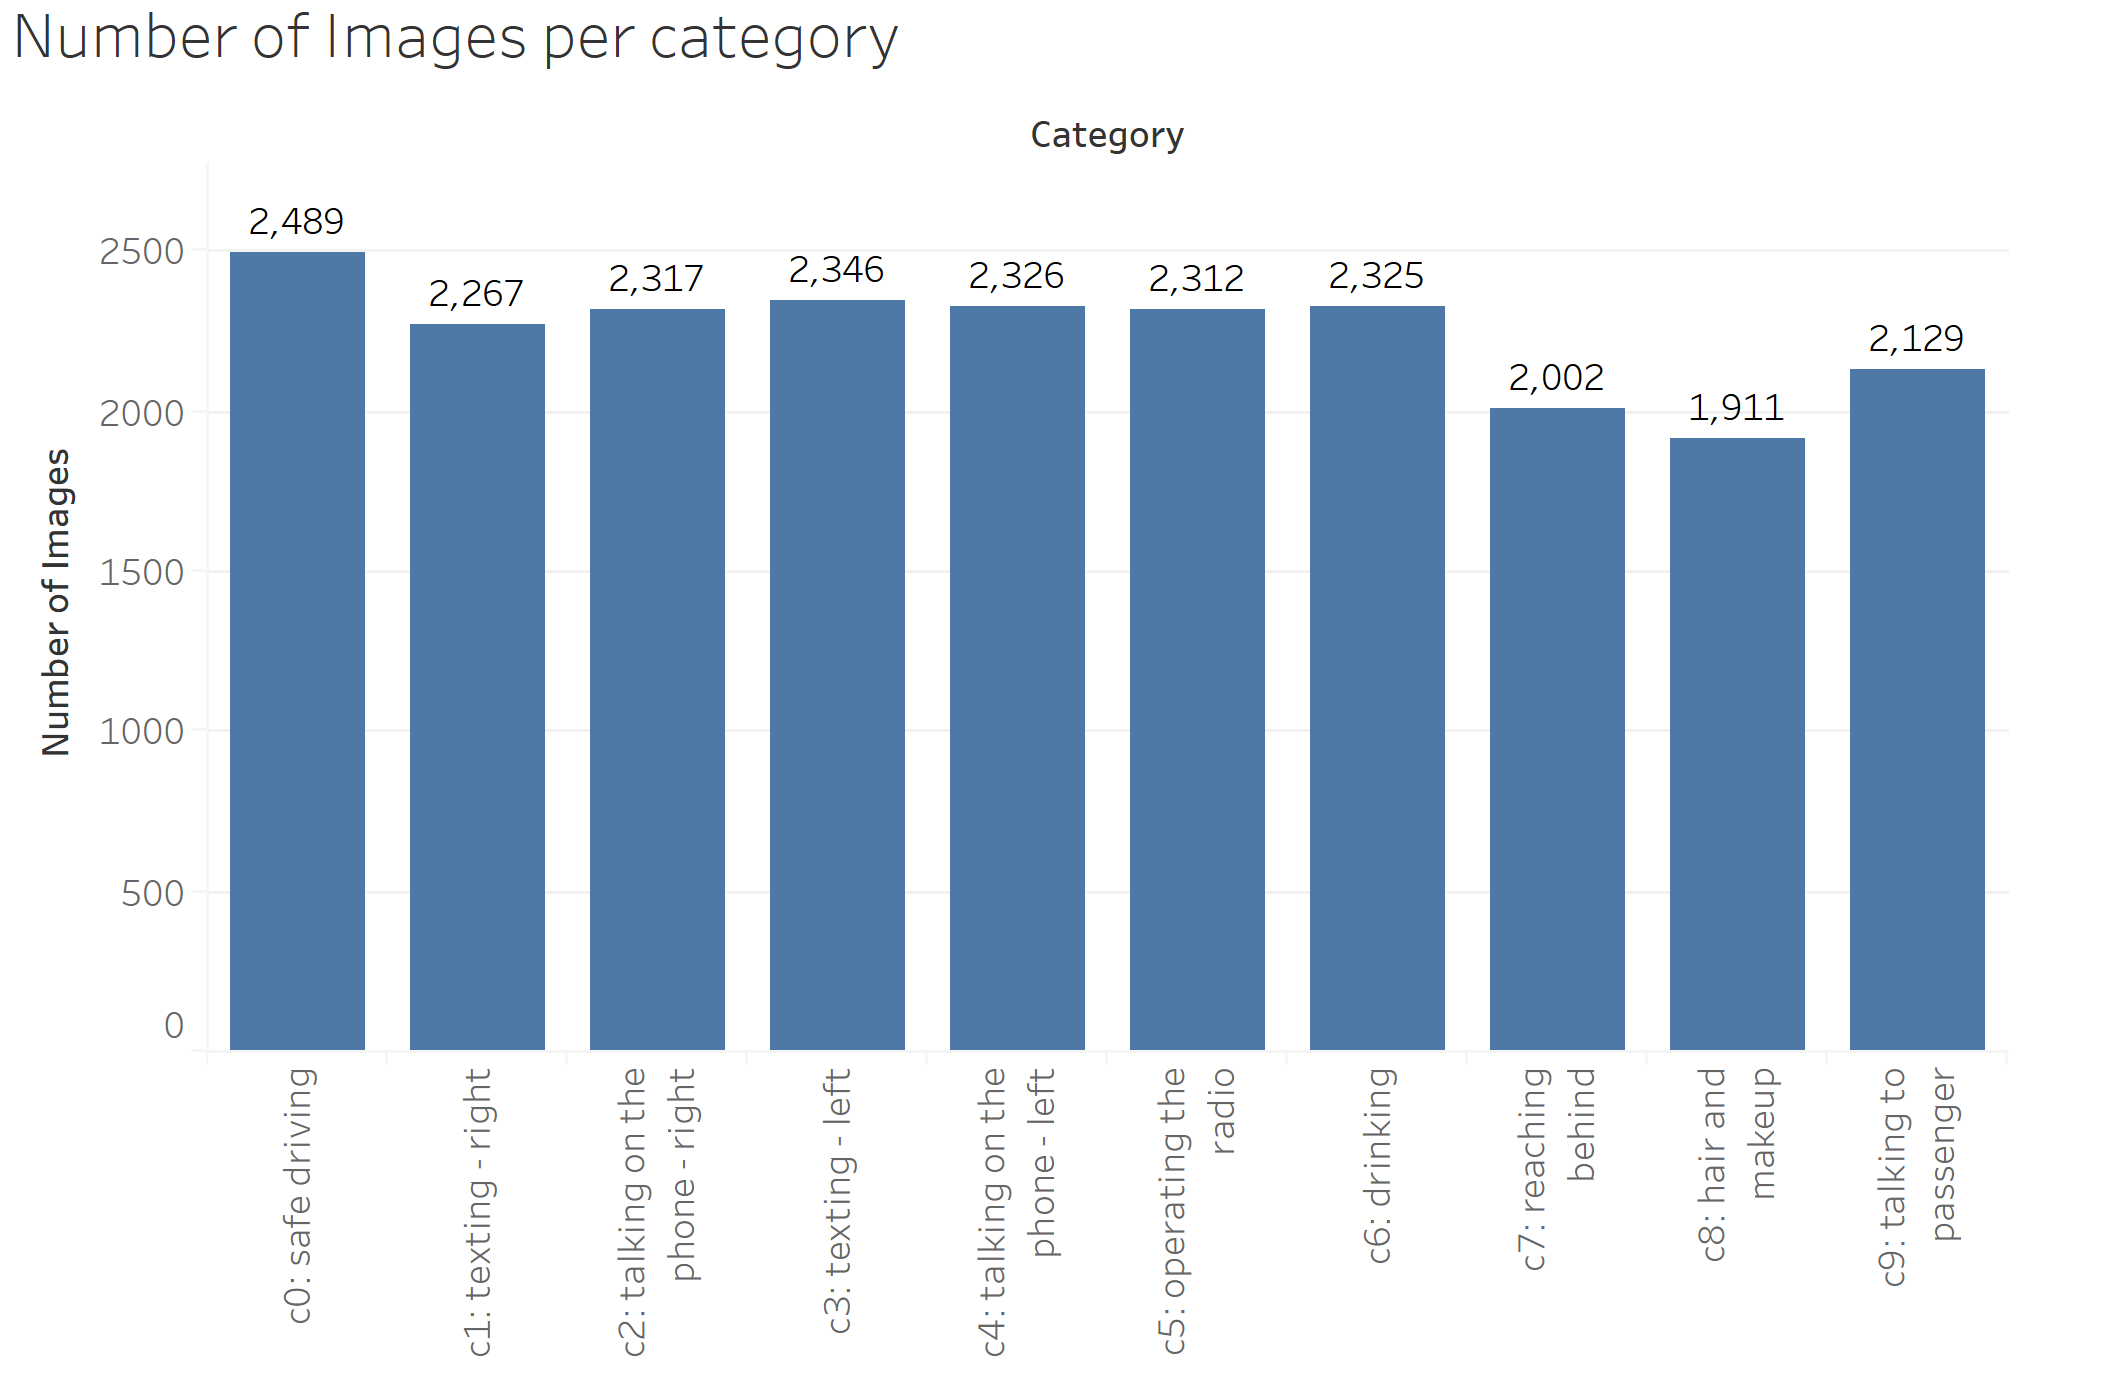 Number of Images per category
Category
2,489
2,267
2,317
2,346
2,326
2,312
2,325
2,002
1,911
2,129
Number of Images
2500
2000
1500
1000
500
0
c0: safe driving
c1: texting - right
c2: talking on the
phone - right
c3: texting - left
c4: talking on the
phone - left
c5: operating the
radio
c6: drinking
c7: reaching
behind
c8: hair and
makeup
c9: talking to
passenger